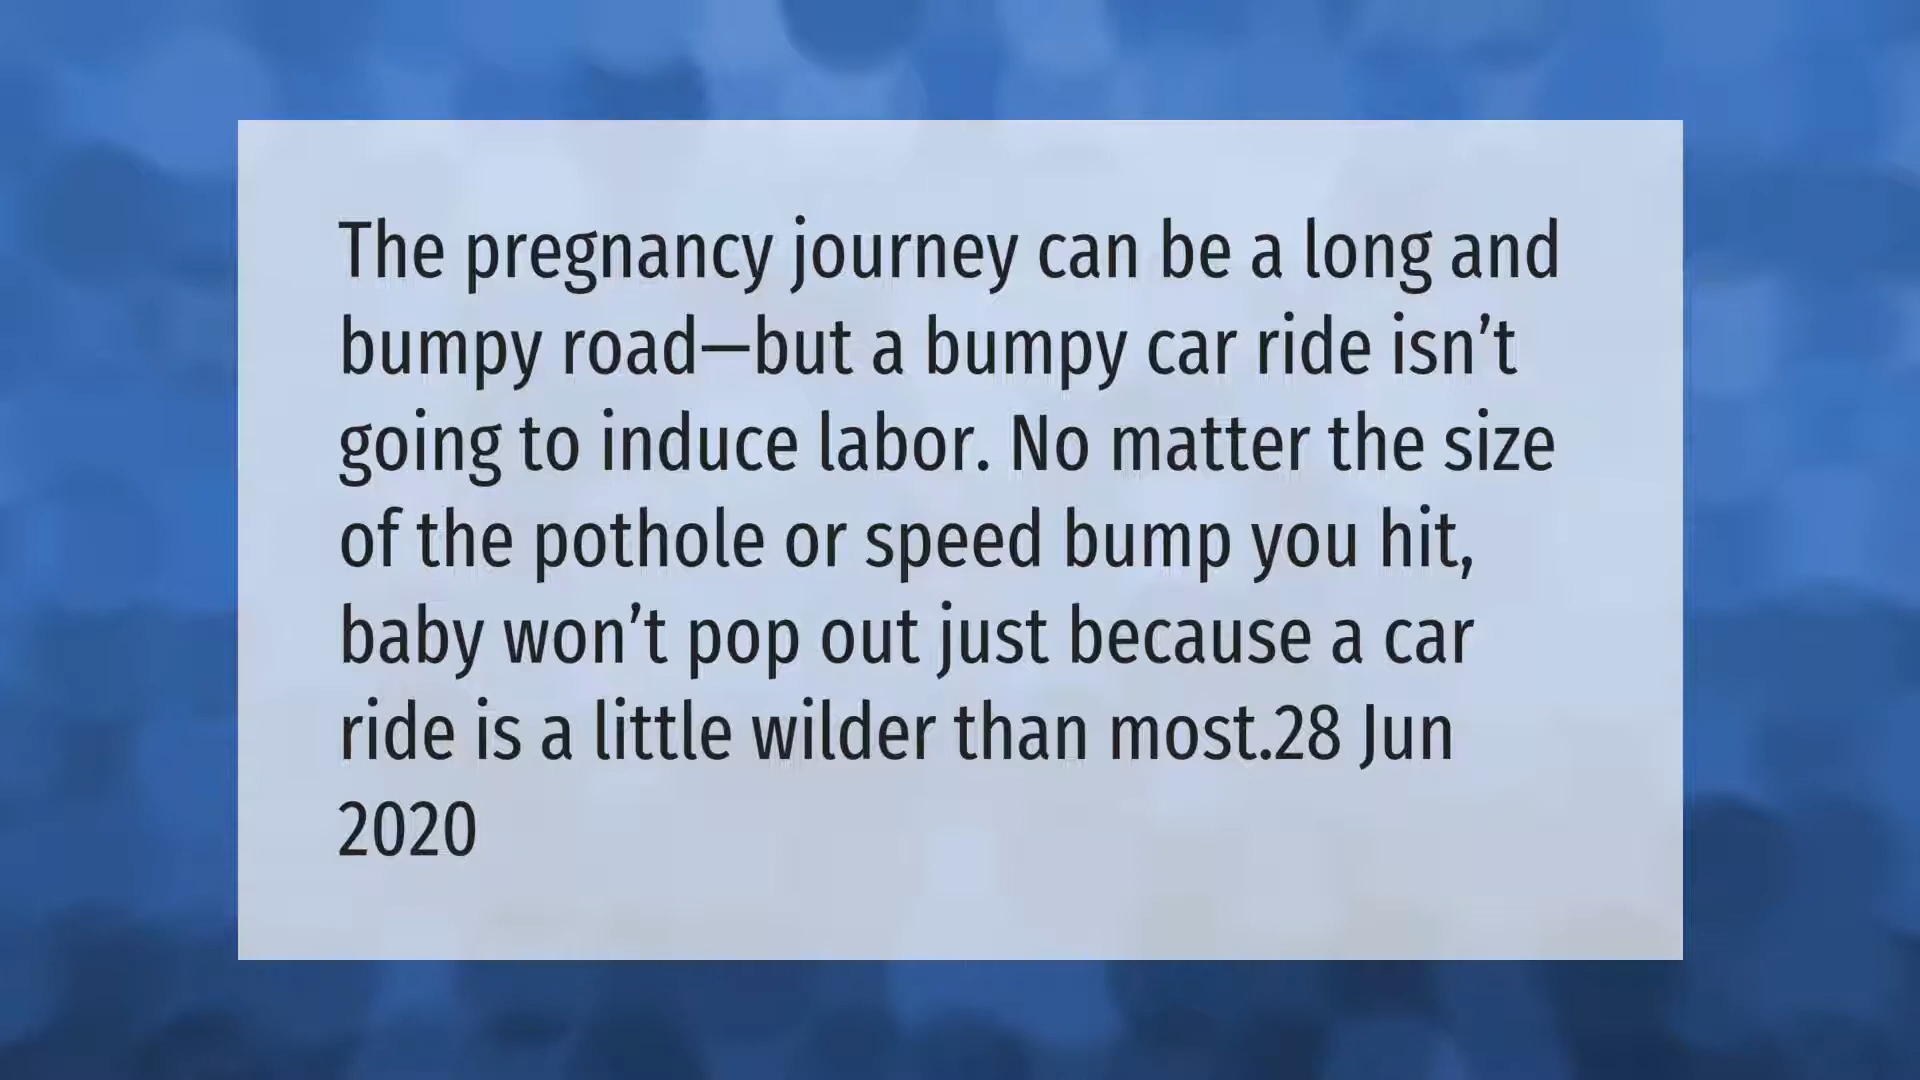 The pregnancy journey can be a long and
bumpy road—but a bumpy car ride isn’t
going to induce labor. No matter the size
of the pothole or speed bump you hit,
baby won’t pop out just because a car
ride is a little wilder than most.28 Jun
2020